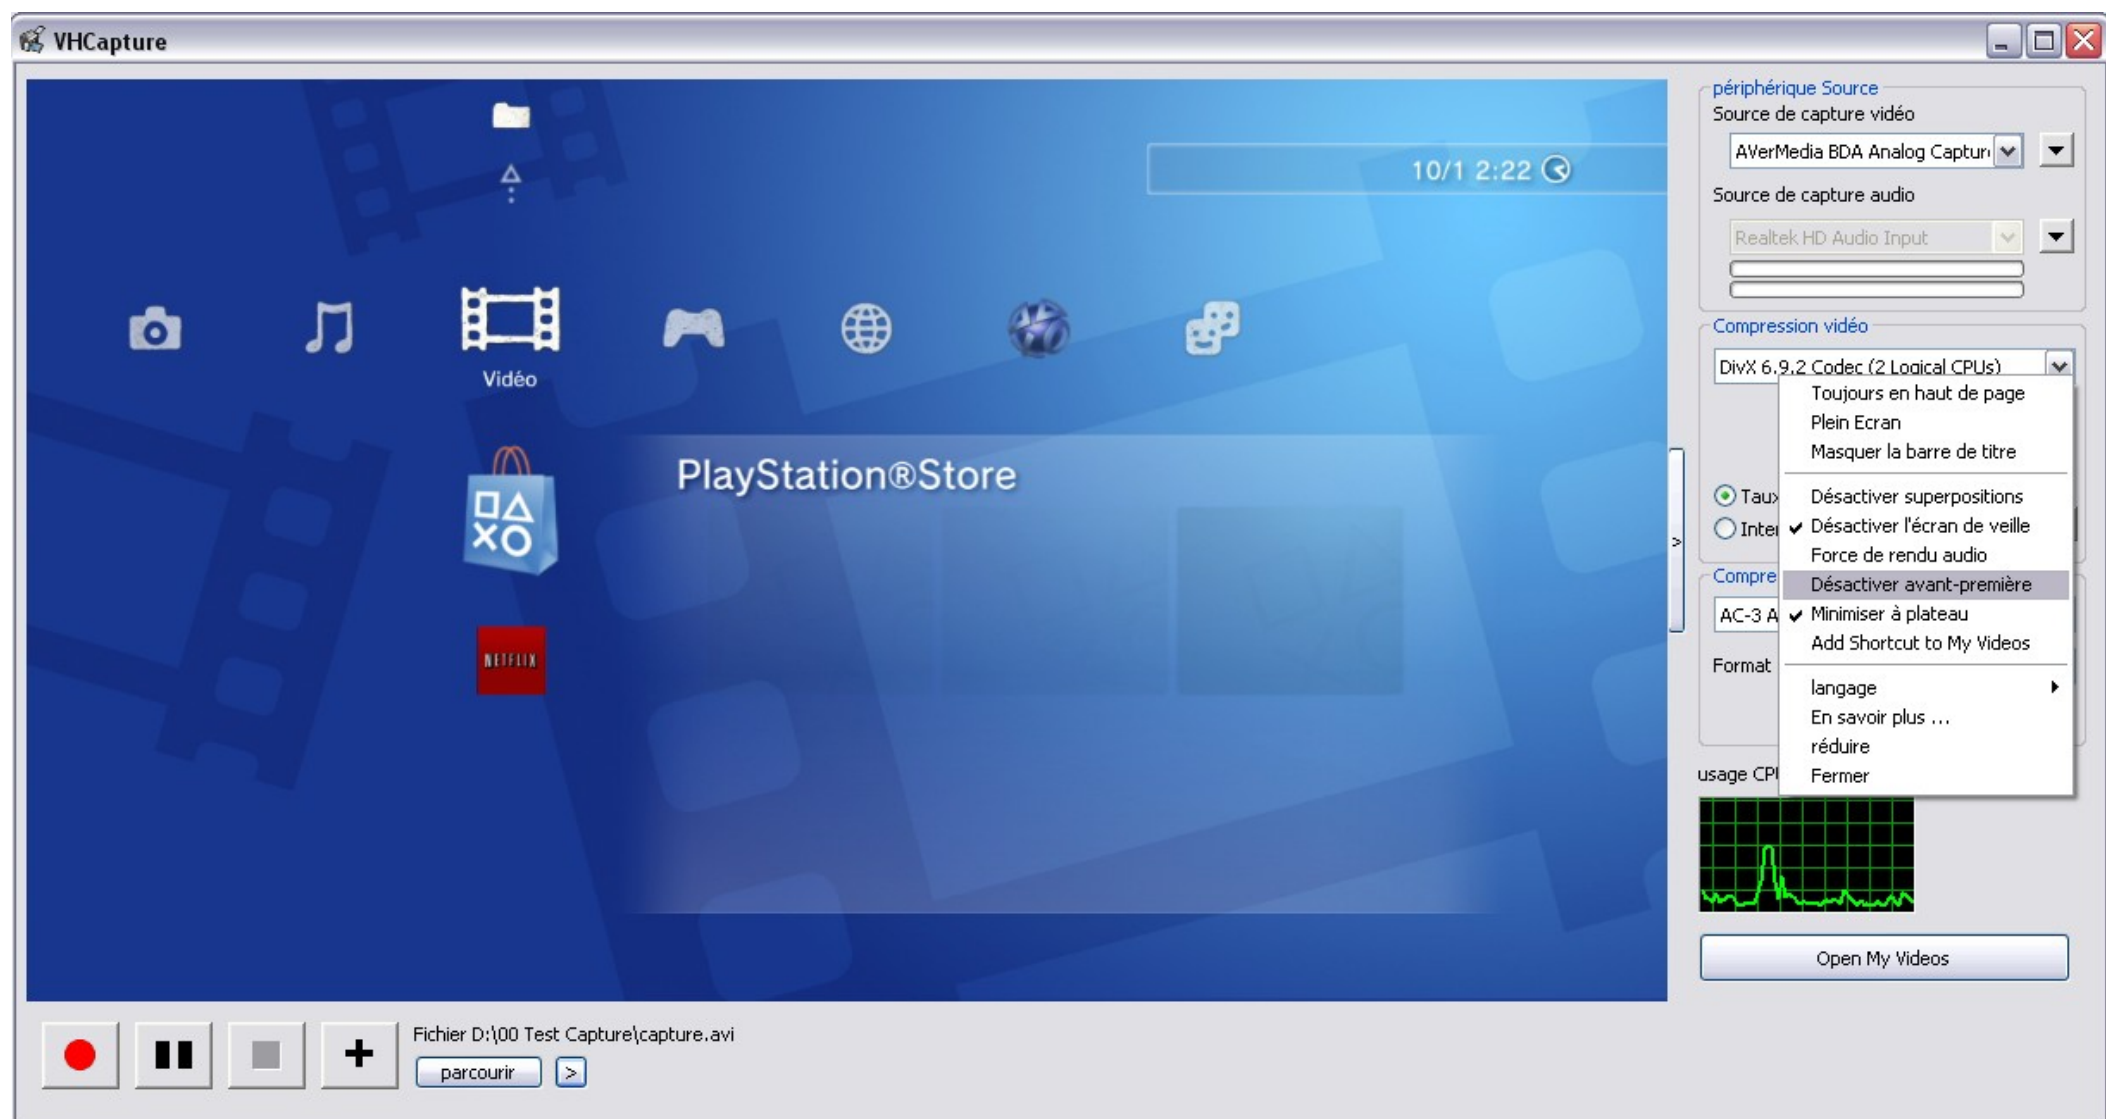 VHCapture
10/1 2:22
Vidéo
PlayStation®Store
NETFLIX
périphérique Source
Source de capture vidéo
AVerMedia BDA Analog Captur
Source de capture audio
Realtek HD Audio Input
Compression vidéo
DivX 6.9.2 Codec (2 Logical CPUs)
Toujours en haut de page
Plein Ecran
Masquer la barre de titre
Désactiver superpositions
Désactiver l'écran de veille
Force de rendu audio
Désactiver avant-première
Minimiser à plateau
Add Shortcut to My Videos
langage
En savoir plus ...
réduire
Fermer
>
AC-3 A
Format
usage CP
Open My Videos
Fichier D:\00 Test Capture\capture.avi
parcourir >